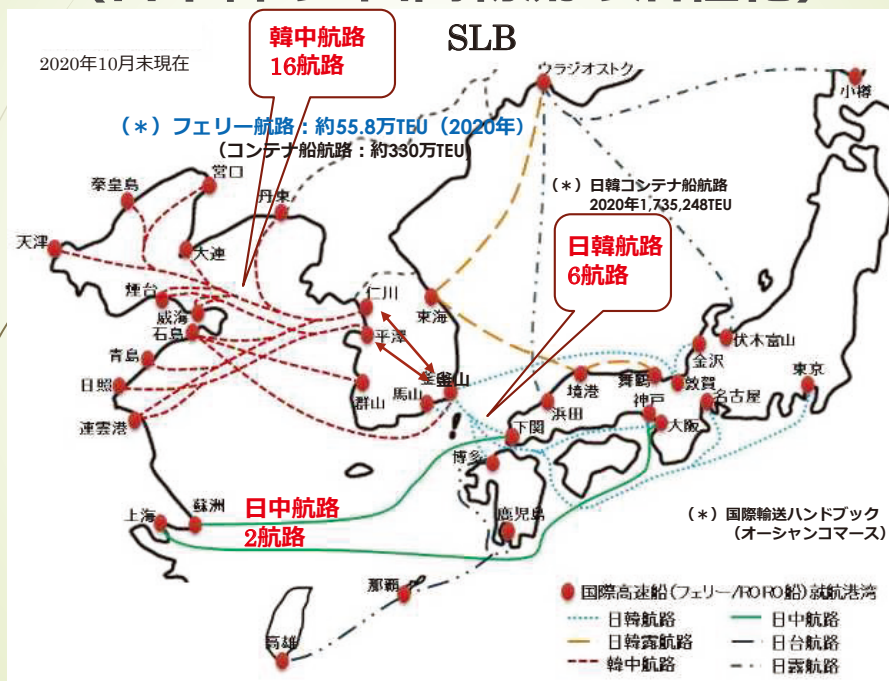 SLB
2020年10月末現在
韓中航路
16航路
(*)フェリー航路:約55.8万TEU(2020年)
(コンテナ船航路:約330万TEU)
(*)日韓コンテナ船航路
2020年1,735,248TEU
日韓航路
6航路
ウラジオストク
小樽
秦皇島
営口
丹東
天津
大連
煙台
威海
石島
青島
日照
連雲港
仁川
平澤
群山
馬山
釜山
東海
伏木富山
金沢
敦賀
舞鶴
境港
浜田
神戸
大阪
名古屋
東京
下関
博多
鹿児島
日中航路
2航路
上海
蘇洲
那覇
高雄
(*)国際輸送ハンドブック
(オーシャンコマース)
国際高速船(フェリー/RORO船)就航港湾
日韓航路
日中航路
日韓露航路
日台航路
韓中航路
日露航路